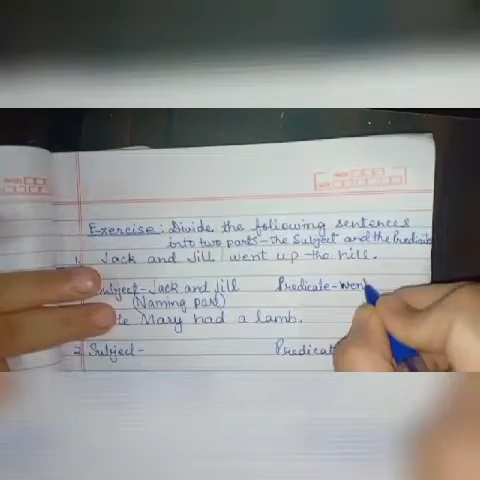 Exercise: Divide the following sentences
into two parts - the Subject and the Predicate
1. Jack and Jill / went up the hill.
Subject - Jack and Jill Predicate - wen
(Naming part)
Mary had a lamb.
2. Subject - Predicat